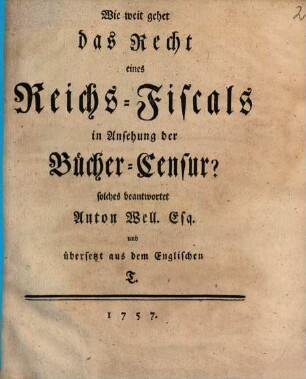 2
Wie weit gehet
das Recht
eines
Reichs-Fiscals
in Ansehung der
Bücher-Censur?
solches beantwortet
Anton Well. Esq.
und
übersetzt aus dem Englischen
T.
1757.